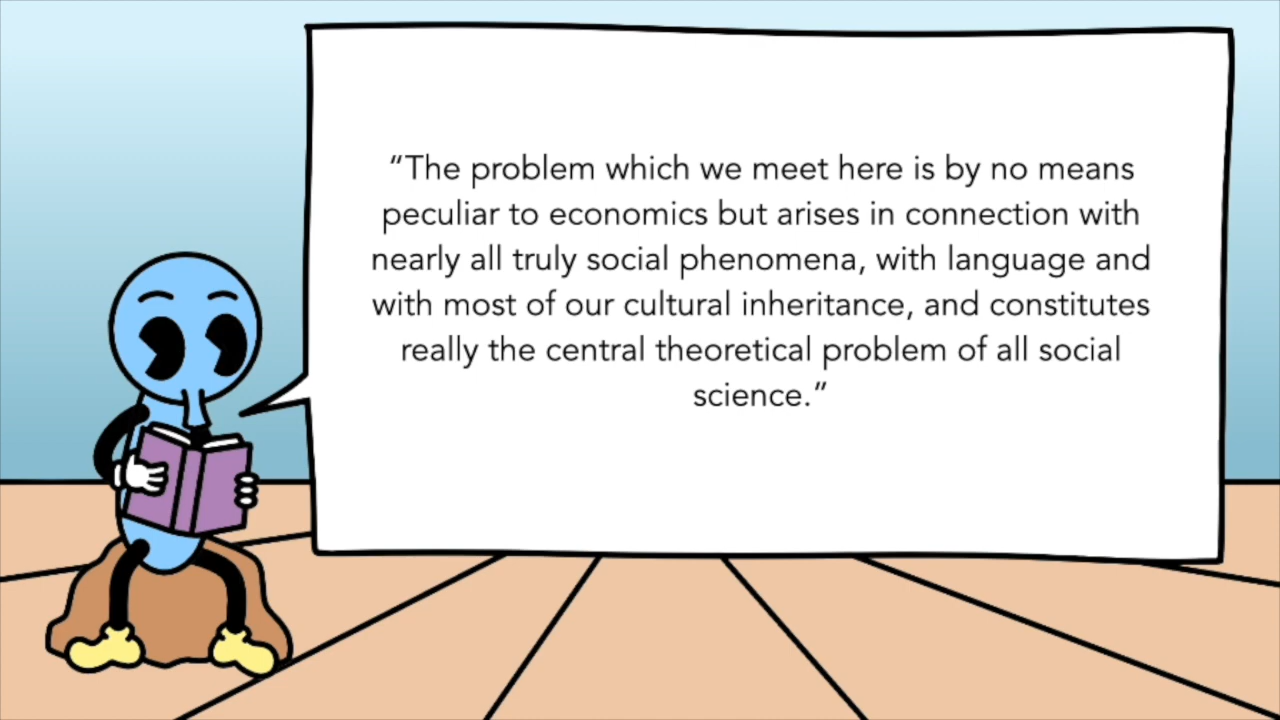 “The problem which we meet here is by no means
peculiar to economics but arises in connection with
nearly all truly social phenomena, with language and
with most of our cultural inheritance, and constitutes
really the central theoretical problem of all social
science.”